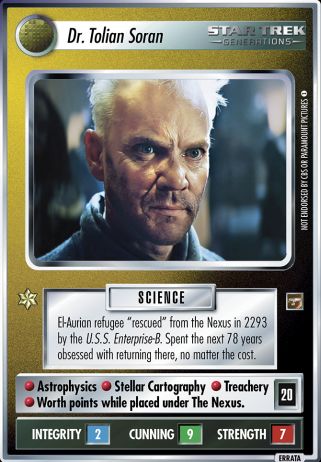 Dr. Tolian Soran
STAR TREK
GENERATIONS
NOT ENDORSED BY CBS OR PARAMOUNT PICTURES
SCIENCE
El-Aurian refugee "rescued" from the Nexus in 2293
by the U.S.S. Enterprise-B. Spent the next 78 years
obsessed with returning there, no matter the cost.
Astrophysics Stellar Cartography Treachery
Worth points while placed under The Nexus.
20
INTEGRITY 2 CUNNING 9 STRENGTH 7
ERRATA